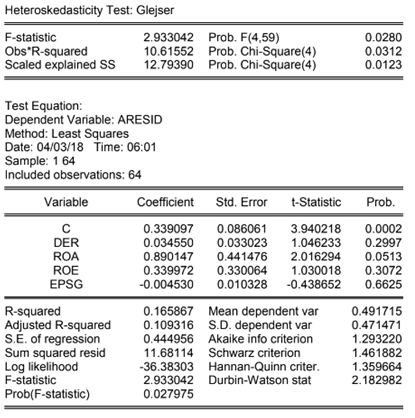 Heteroskedasticity Test: Glejser
F-statistic 2.933042 Prob. F(4,59) 0.0280
Obs*R-squared 10.61552 Prob. Chi-Square(4) 0.0312
Scaled explained SS 12.79390 Prob. Chi-Square(4) 0.0123
Test Equation:
Dependent Variable: ARESID
Method: Least Squares
Date: 04/03/18 Time: 06:01
Sample: 1 64
Included observations: 64
Variable Coefficient Std. Error t-Statistic Prob.
C 0.339097 0.086061 3.940218 0.0002
DER 0.034550 0.033023 1.046233 0.2997
ROA 0.890147 0.441476 2.016294 0.0513
ROE 0.339972 0.330064 1.030018 0.3072
EPSG -0.004530 0.010328 -0.438652 0.6625
R-squared 0.165867 Mean dependent var 0.491715
Adjusted R-squared 0.109316 S.D. dependent var 0.471471
S.E. of regression 0.444956 Akaike info criterion 1.293220
Sum squared resid 11.68114 Schwarz criterion 1.461882
Log likelihood -36.38303 Hannan-Quinn criter. 1.359664
F-statistic 2.933042 Durbin-Watson stat 2.182982
Prob(F-statistic) 0.027975